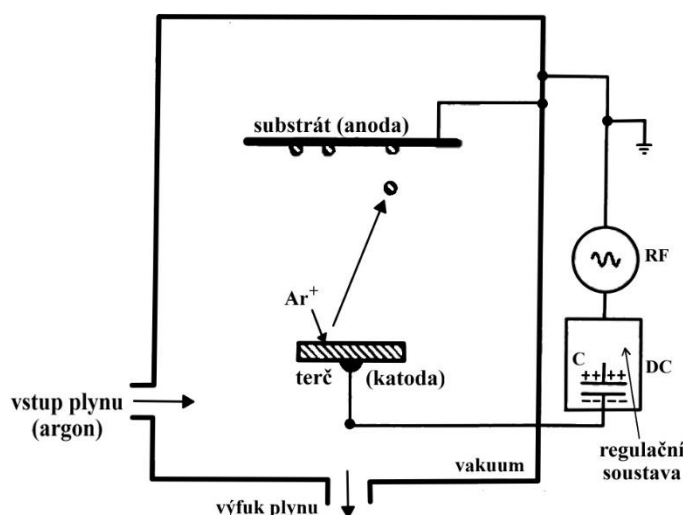 substrát (anoda)
RF
Ar+
C
DC
++ ++
-----
terč (katoda)
vstup plynu
(argon)
vakuum
regulační
soustava
výfuk plynu